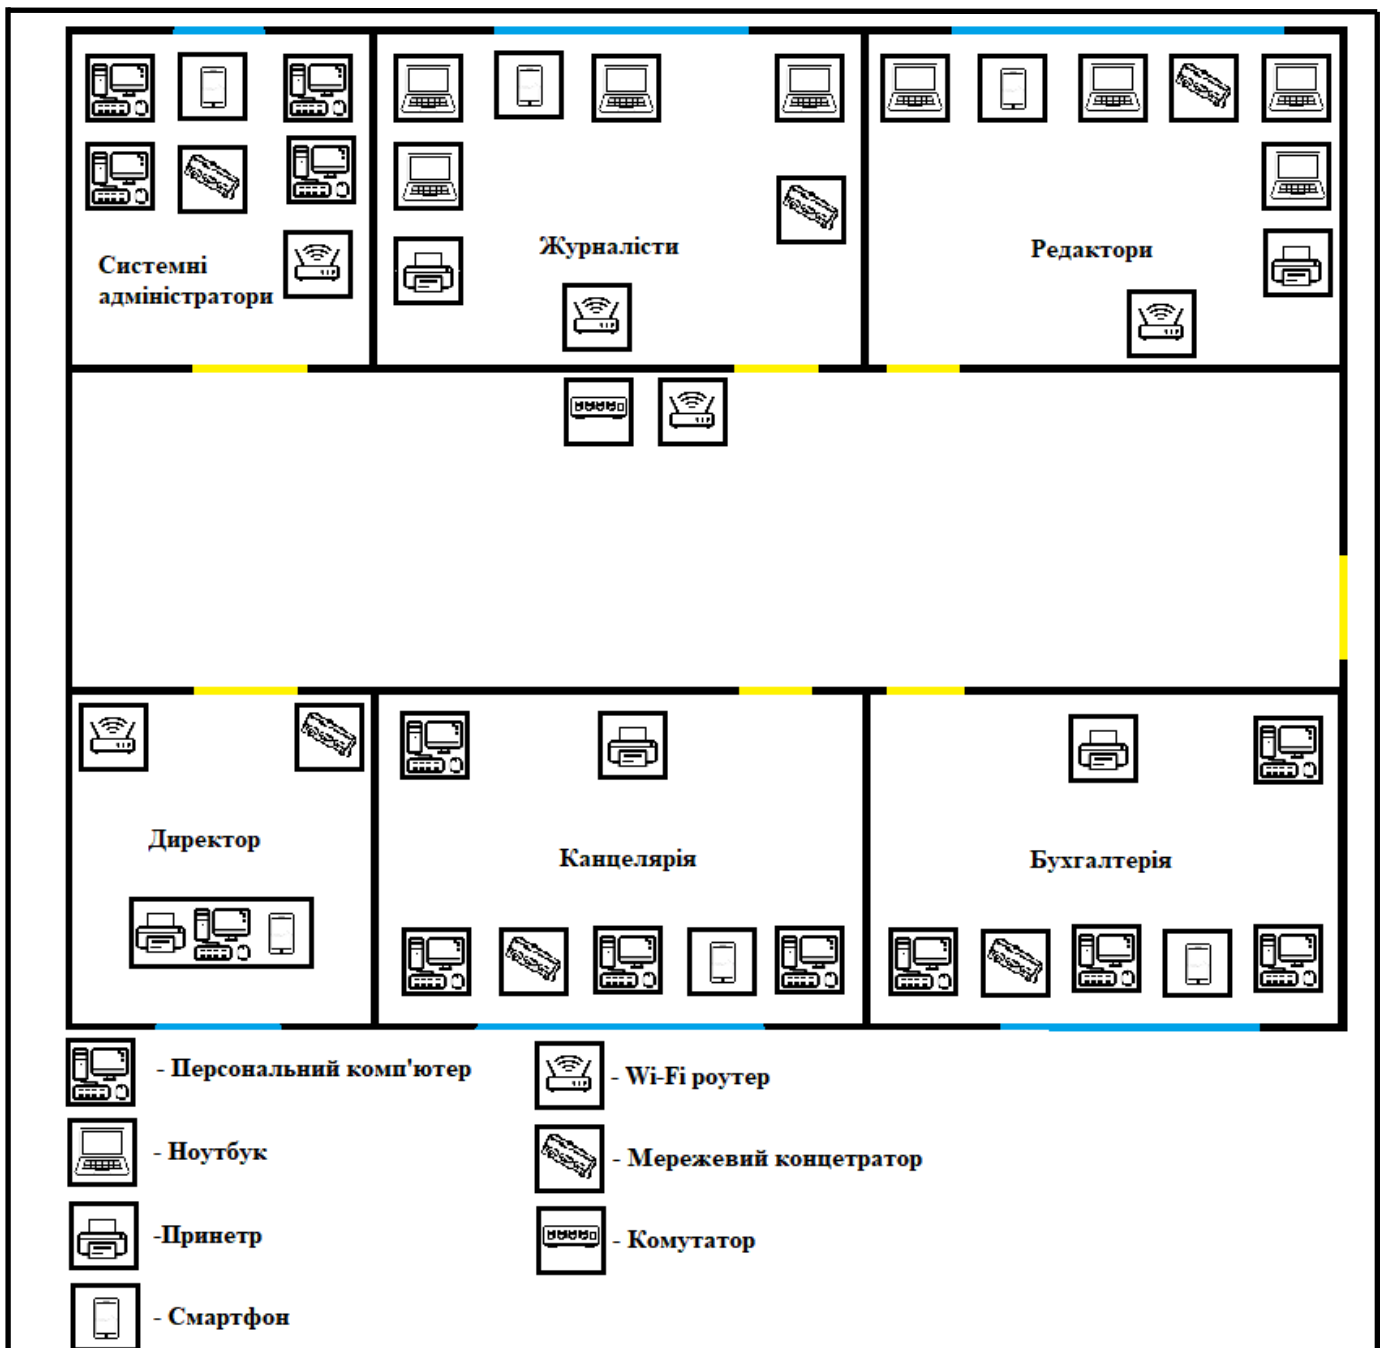 Системні
адміністратори
Журналісти
Редактори
Директор
Канцелярія
Бухгалтерія
- Персональний комп'ютер
- Wi-Fi роутер
- Ноутбук
- Мережевий концетратор
-Принетр
- Комутатор
- Смартфон